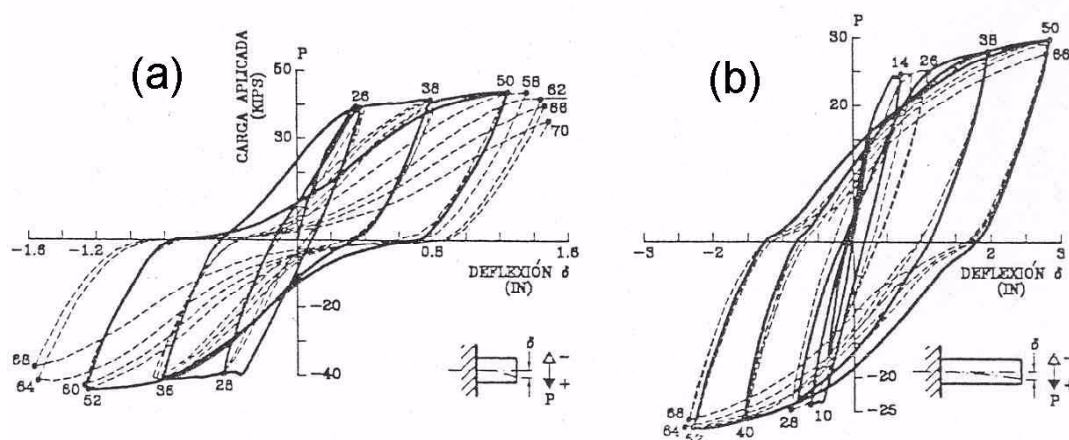 (a)
CARGA APLICADA
(KIPS)
P
50
30
26
38
50
58
62
68
70
-1.6
-1.2
0.8
1.6
DEFLEXIÓN δ
(IN)
-20
-40
68
64
60
52
36
28
δ
Δ -
+
P
(b)
P
30
20
14
26
38
50
66
-3
-2
2
3
DEFLEXIÓN δ
(IN)
-20
-25
68
64
52
40
28
10
δ
Δ -
+
P